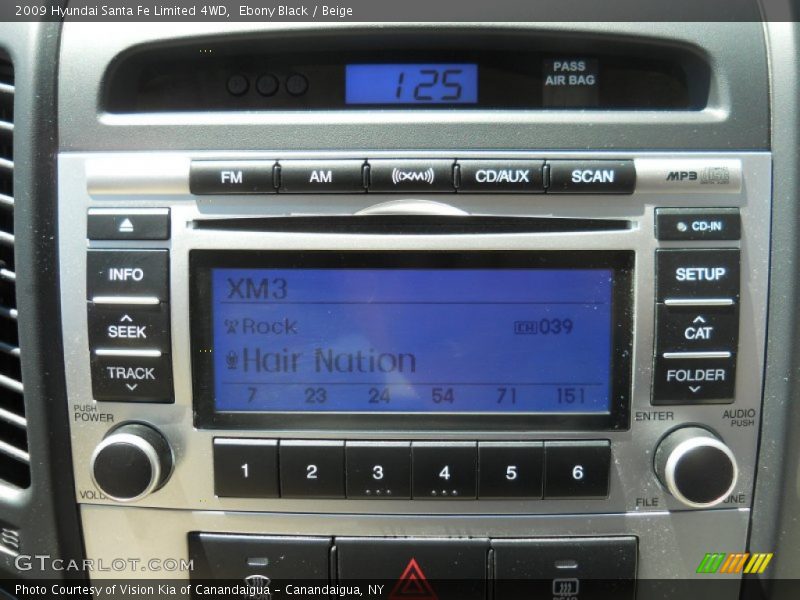 2009 Hyundai Santa Fe Limited 4WD,  Ebony Black / Beige
125
PASS
AIR BAG
FM
AM
((XM))
CD/AUX
SCAN
MP3
CD-IN
INFO
SEEK
TRACK
SETUP
CAT
FOLDER
XM3
Rock
CH 039
Hair Nation
7 23 24 54 71 151
PUSH
POWER
ENTER
AUDIO
PUSH
1
2
3
4
5
6
FILE
GTCarLot.com
Photo Courtesy of Vision Kia of Canandaigua - Canandaigua, NY